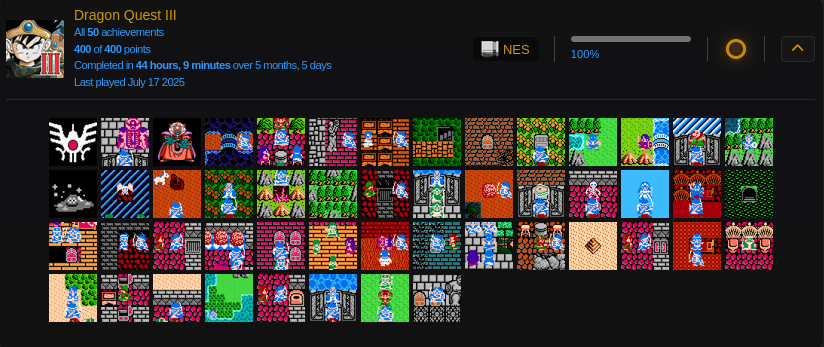 Dragon Quest III
All 50 achievements
400 of 400 points
Completed in 44 hours, 9 minutes over 5 months, 5 days
Last played July 17 2025
III
NES
100%